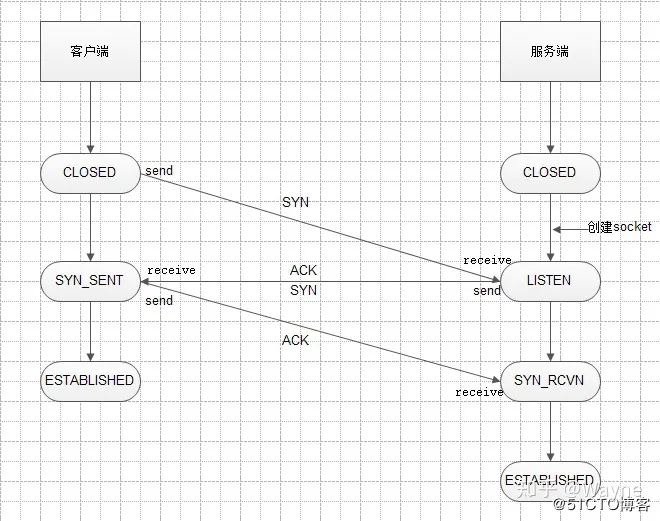 客户端
服务端
CLOSED
send
CLOSED
SYN
创建socket
SYN_SENT
receive
ACK
SYN
receive
send
LISTEN
send
ACK
ESTABLISHED
SYN_RCVN
receive
ESTABLISHED
知乎 @Wayne
@51CTO博客